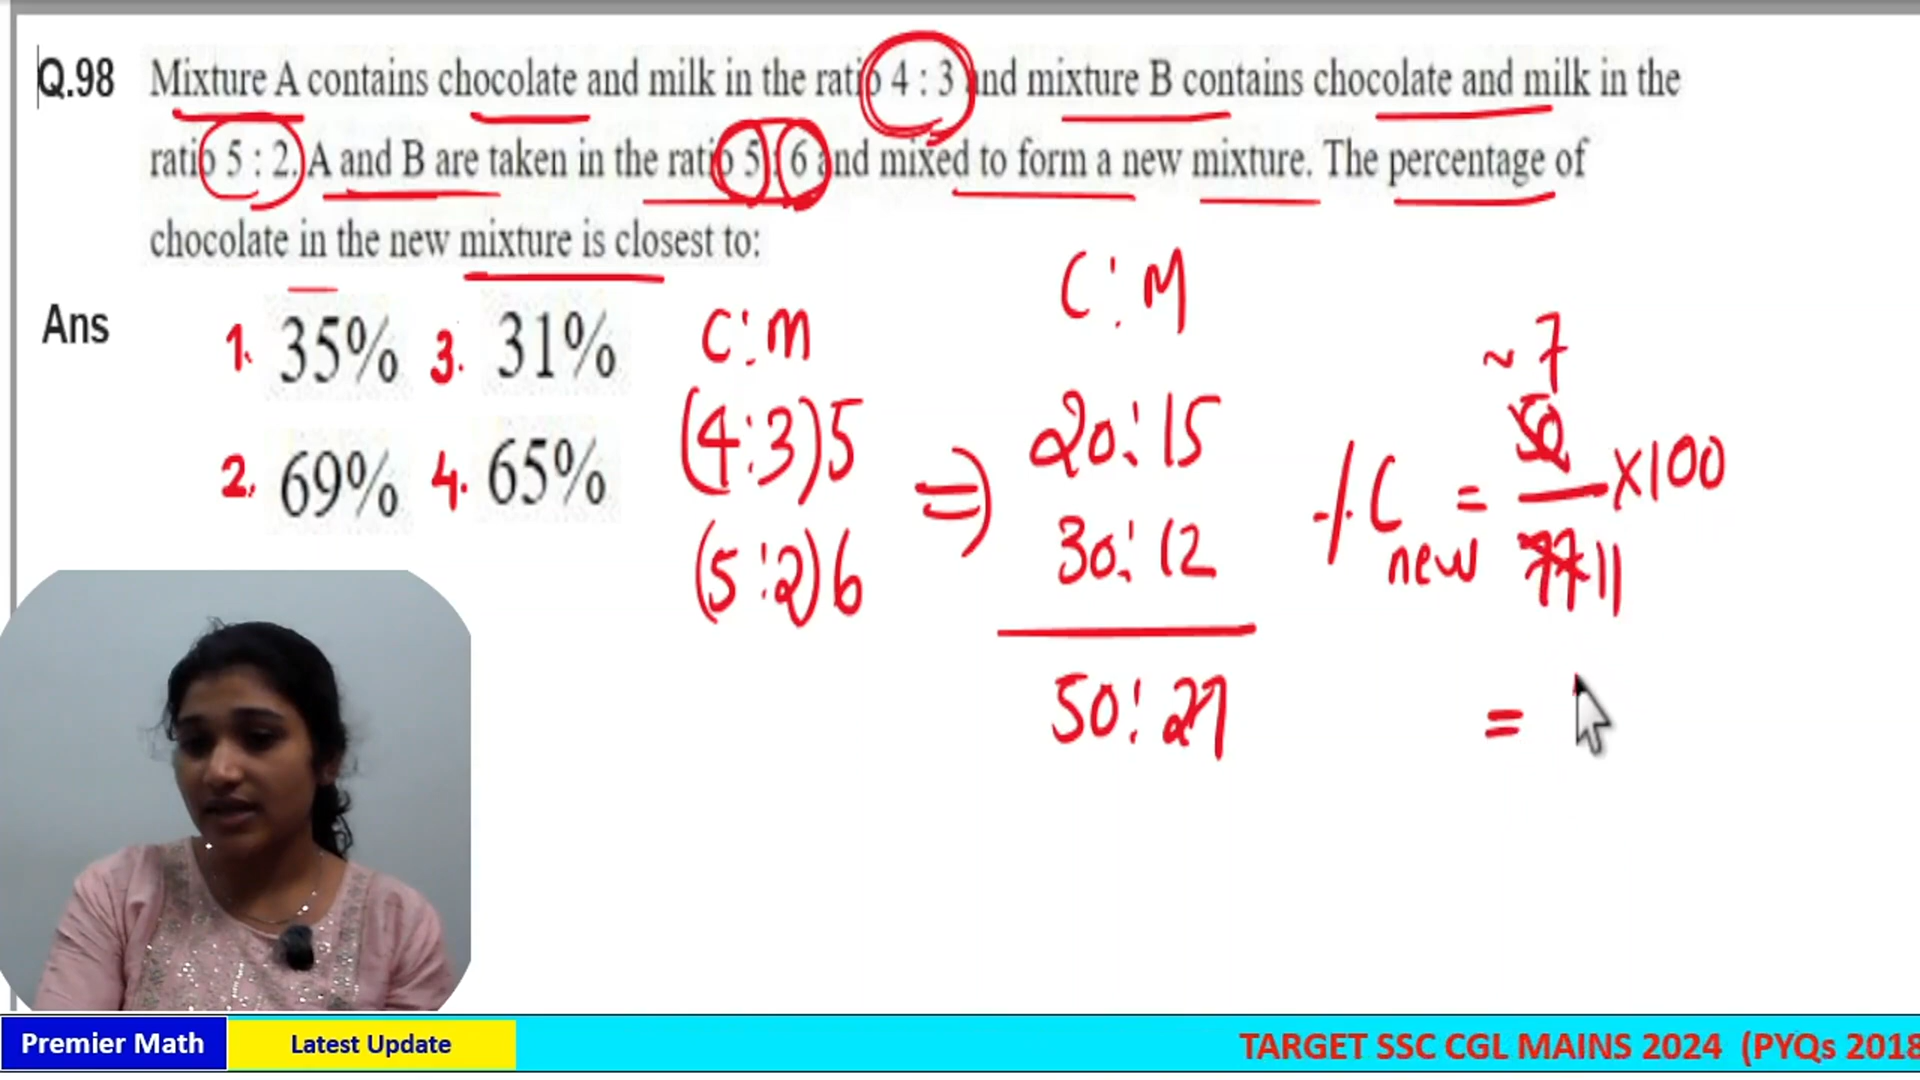 Q.98 Mixture A contains chocolate and milk in the ratio 4 : 3 and mixture B contains chocolate and milk in the
ratio 5 : 2. A and B are taken in the ratio 5 : 6 and mixed to form a new mixture. The percentage of
chocolate in the new mixture is closest to:
Ans
1. 35% 3. 31%
2. 69% 4. 65%
C:m
(4:3)5
(5:2)6
=>
C:M
20:15
30:12
50:27
~7
% C new = 50/77 11 ×100
=
Premier Math
Latest Update
TARGET SSC CGL MAINS 2024 (PYQs 2018